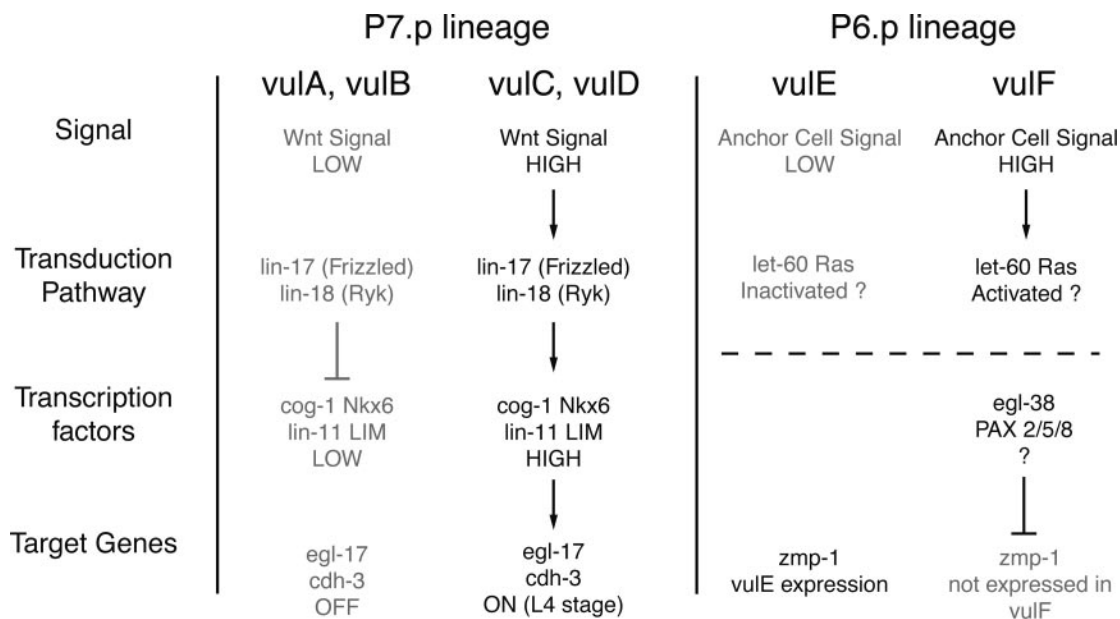 P7.p lineage
P6.p lineage
vulA, vulB
vulC, vulD
vulE
vulF
Signal
Wnt Signal
LOW
Wnt Signal
HIGH
Anchor Cell Signal
LOW
Anchor Cell Signal
HIGH
Transduction
Pathway
lin-17 (Frizzled)
lin-18 (Ryk)
lin-17 (Frizzled)
lin-18 (Ryk)
let-60 Ras
Inactivated ?
let-60 Ras
Activated ?
Transcription
factors
cog-1 Nkx6
lin-11 LIM
LOW
cog-1 Nkx6
lin-11 LIM
HIGH
egl-38
PAX 2/5/8
?
Target Genes
egl-17
cdh-3
OFF
egl-17
cdh-3
ON (L4 stage)
zmp-1
vulE expression
zmp-1
not expressed in
vulF